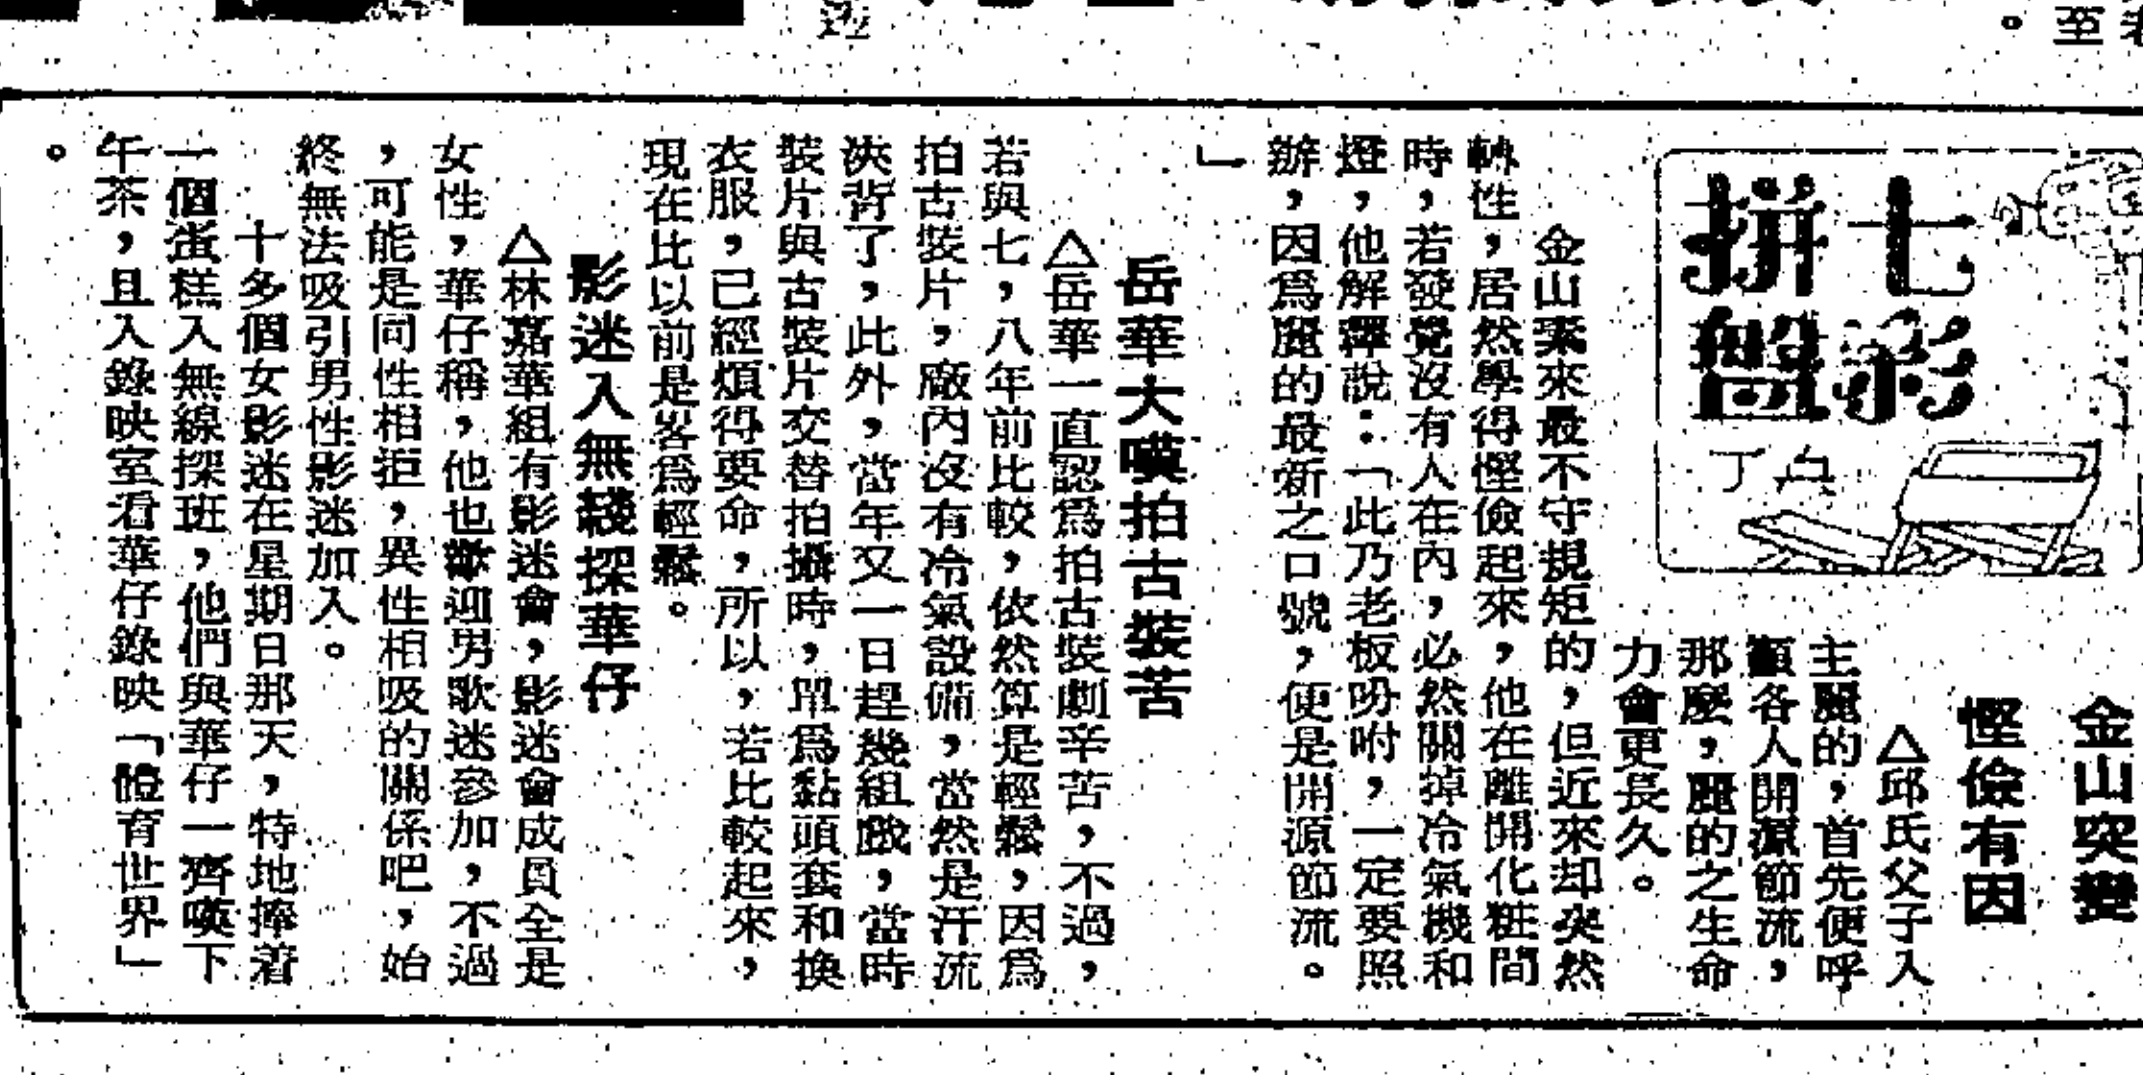 七彩
拼盤
丁卓
金山突變
慳儉有因
△邱氏父子入
主麗的，首先便呼
籲各人開源節流，
那麼，麗的之生命
力會更長久。
金山素來最不守規矩的，但近來却突然
轉性，居然學得慳儉起來，他在離開化粧間
時，若發覺沒有人在內，必然關掉冷氣機和
燈，他解釋說：「此乃老板吩咐，一定要照
辦，因爲麗的最新之口號，便是開源節流。
」
岳華大嘆拍古裝苦
△岳華一直認爲拍古裝劇辛苦，不過，
若與七，八年前比較，依然算是輕鬆，因爲
拍古裝片，廠內沒有冷氣設備，當然是汗流
浹背了，此外，當年又一日趕幾組戲，當時
裝片與古裝片交替拍攝時，單爲黏頭套和換
衣服，已經煩得要命，所以，若比較起來，
現在比以前是畧爲輕鬆。
影迷入無綫探華仔
△林嘉華組有影迷會，影迷會成員全是
女性，華仔稱，他也歡迎男歌迷參加，不過
，可能是同性相拒，異性相吸的關係吧，始
終無法吸引男性影迷加入。
十多個女影迷在星期日那天，特地捧着
一個蛋糕入無線探班，他們與華仔一齊嘆下
午茶，且入錄映室看華仔錄映「體育世界」
。